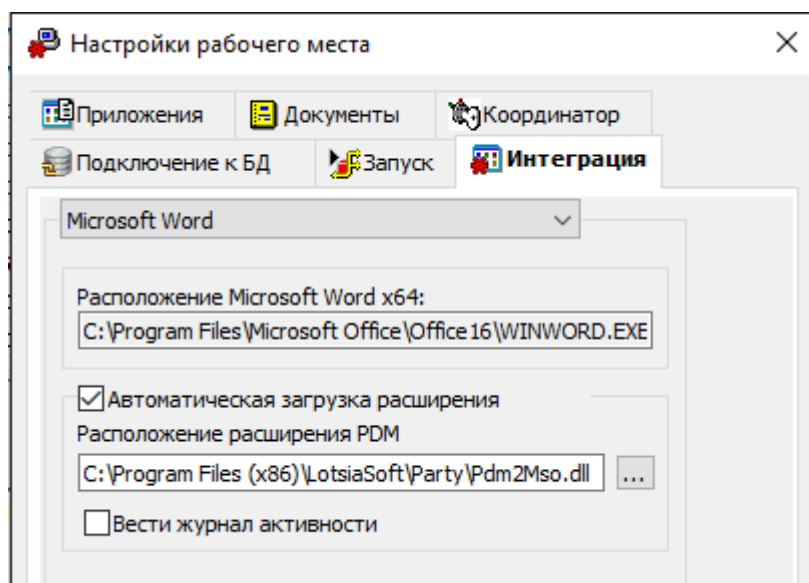 Настройки рабочего места
Приложения Документы Координатор
Подключение к БД Запуск Интеграция
Microsoft Word
Расположение Microsoft Word x64:
C:\Program Files\Microsoft Office\Office16\WINWORD.EXE
Автоматическая загрузка расширения
Расположение расширения PDM
C:\Program Files (x86)\LotsiaSoft\Party\Pdm2Mso.dll ...
Вести журнал активности